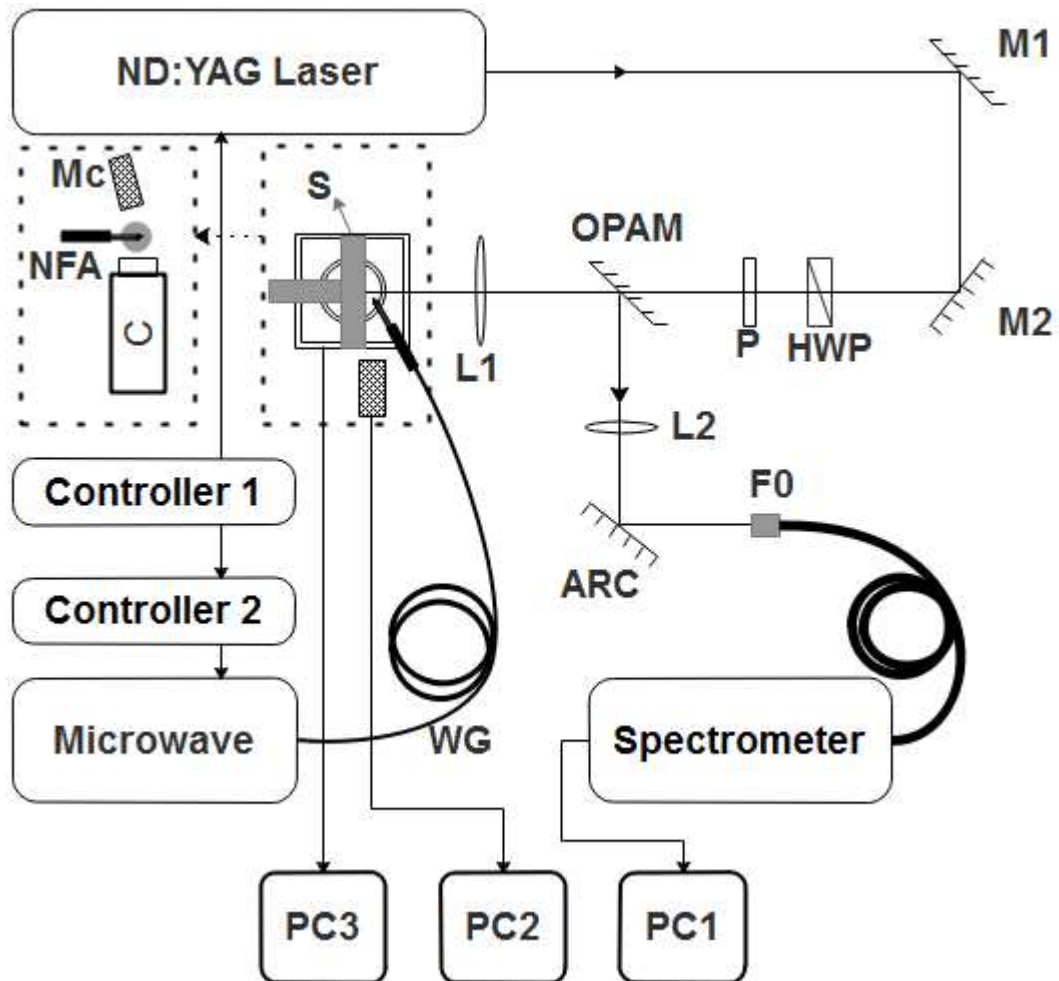 ND:YAG Laser
M1
Mc
S
NFA
OPAM
C
L1
P
HWP
M2
L2
Controller 1
F0
ARC
Controller 2
Microwave
WG
Spectrometer
PC3
PC2
PC1